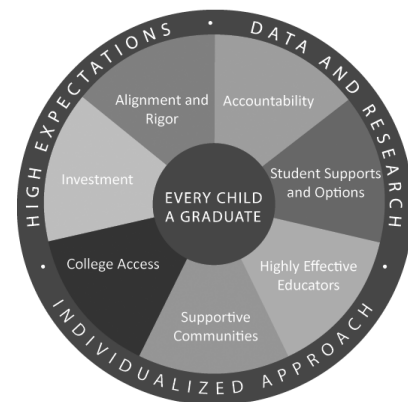 HIGH EXPECTATIONS • DATA AND RESEARCH • INDIVIDUALIZED APPROACH •
Alignment and
Rigor
Accountability
Student Supports
and Options
Highly Effective
Educators
Supportive
Communities
College Access
Investment
EVERY CHILD
A GRADUATE